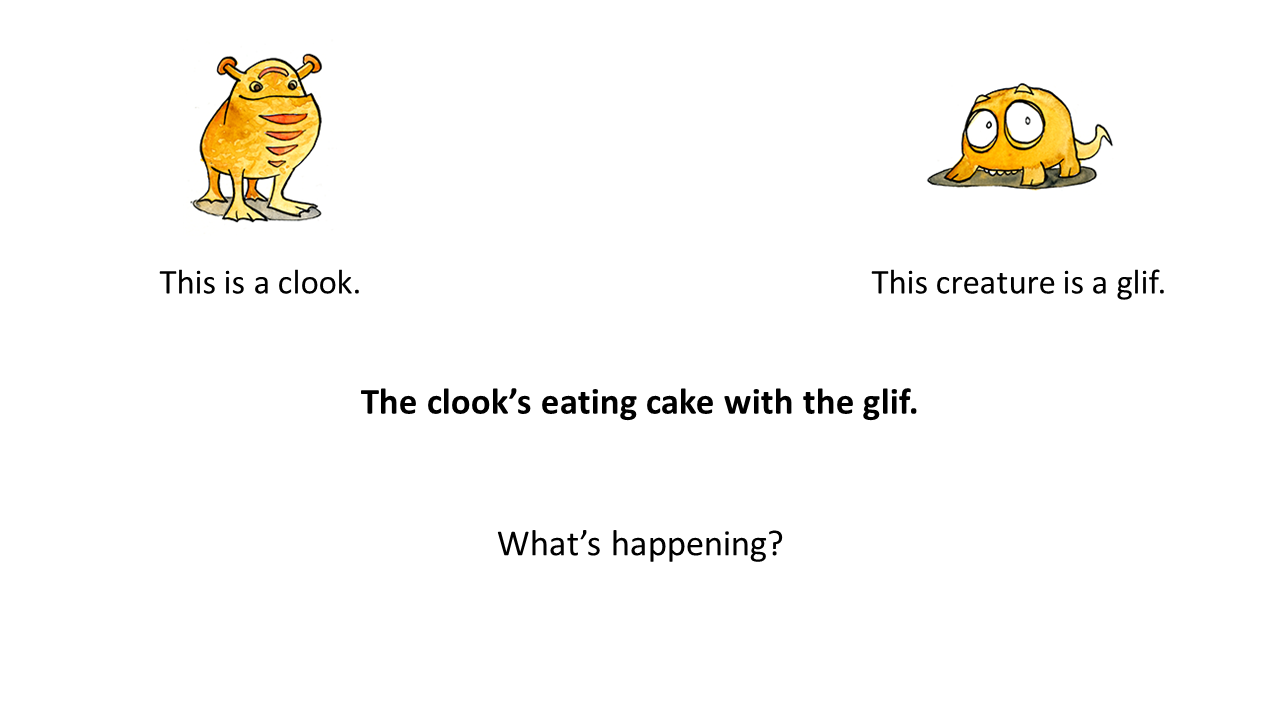 This is a clook.
This creature is a glif.
The clook’s eating cake with the glif.
What’s happening?